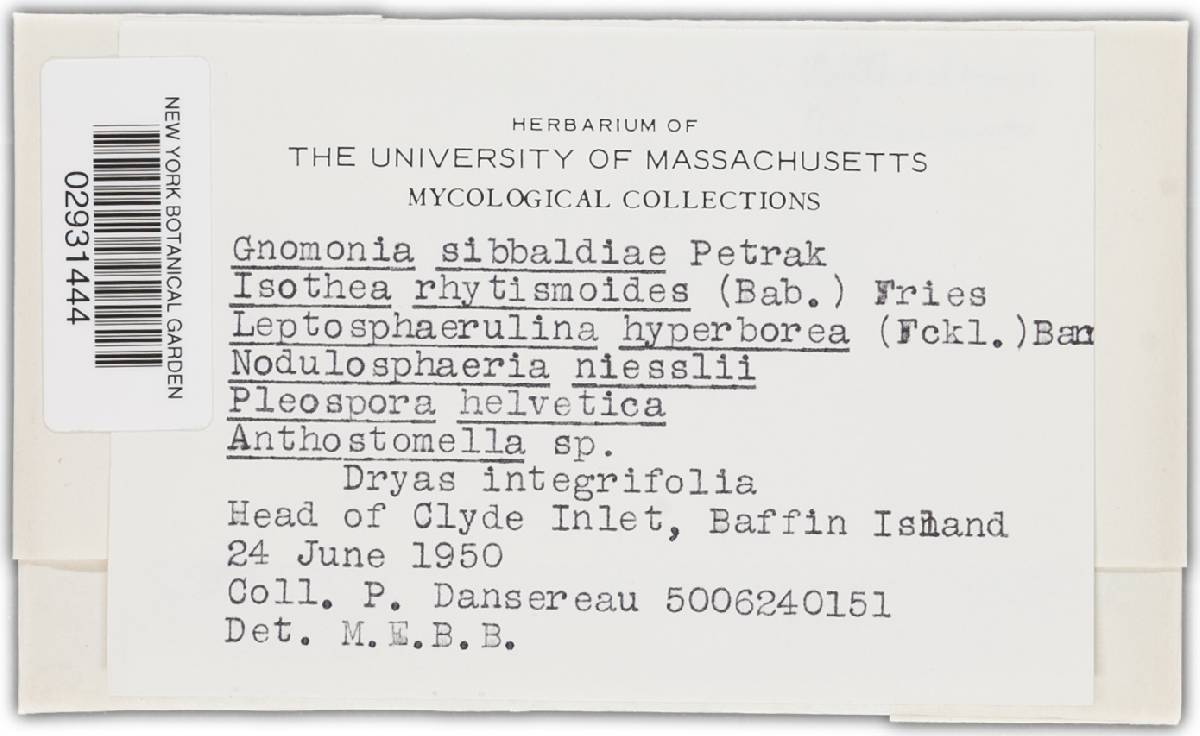 NEW YORK BOTANICAL GARDEN
02931444
HERBARIUM OF
THE UNIVERSITY OF MASSACHUSETTS
MYCOLOGICAL COLLECTIONS
Gnomonia sibbaldiae Petrak
Isothea rhytismoides (Bab.) Fries
Leptosphaerulina hyperborea (Fckl.)Bar
Nodulosphaeria niesslii
Pleospora helvetica
Anthostomella sp.
Dryas integrifolia
Head of Clyde Inlet, Baffin Island
24 June 1950
Coll. P. Dansereau 5006240151
Det. M.E.B.B.